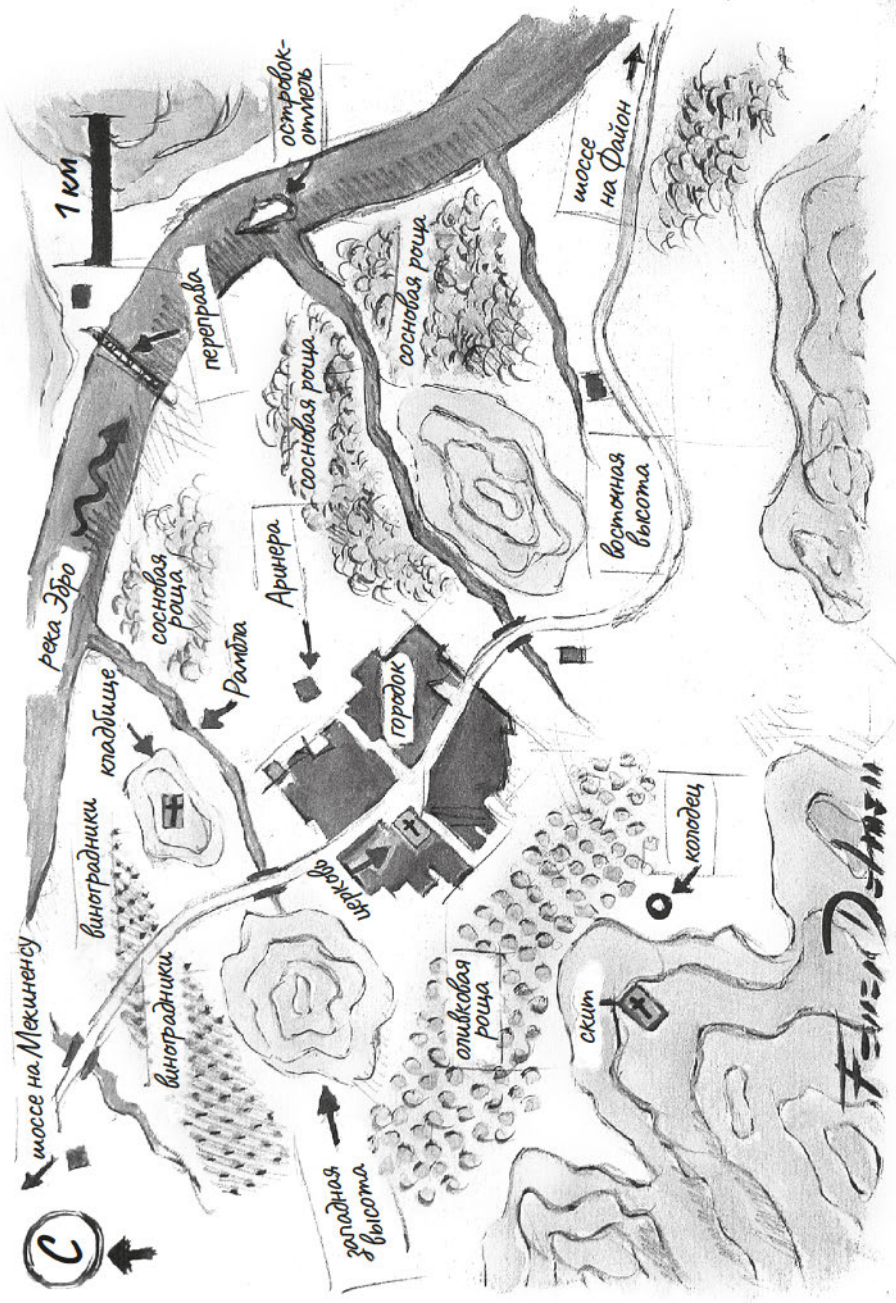 С
шоссе на Мекиненсу
река Эбро
1 км
островок-
отмель
переправа
виноградники
кладбище
сосновая
роща
Рамбла
Аринера
сосновая роща
сосновая роща
шоссе
на Файон
виноградники
церковь
городок
восточная
высота
западная
высота
оливковая
роща
скит
колодец